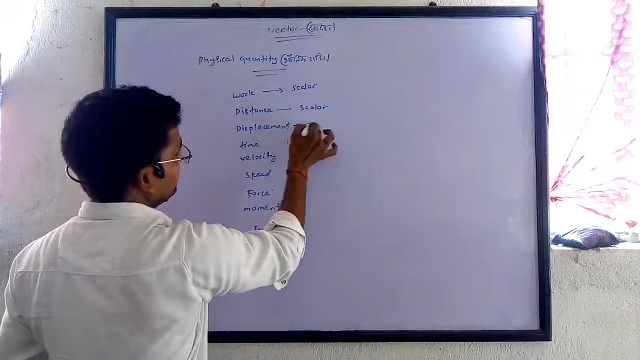 Vector - (सदिश)
Physical Quantity (भौतिक राशि)
Work → Scalar
Distance → Scalar
Displacement
time
velocity
speed
Force
moment